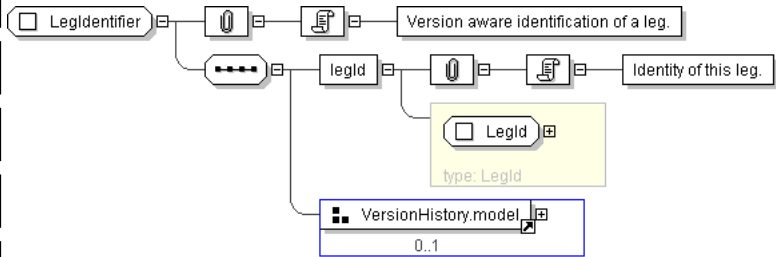 LegIdentifier
Version aware identification of a leg.
legId
Identity of this leg.
LegId
type: LegId
VersionHistory.model
0..1